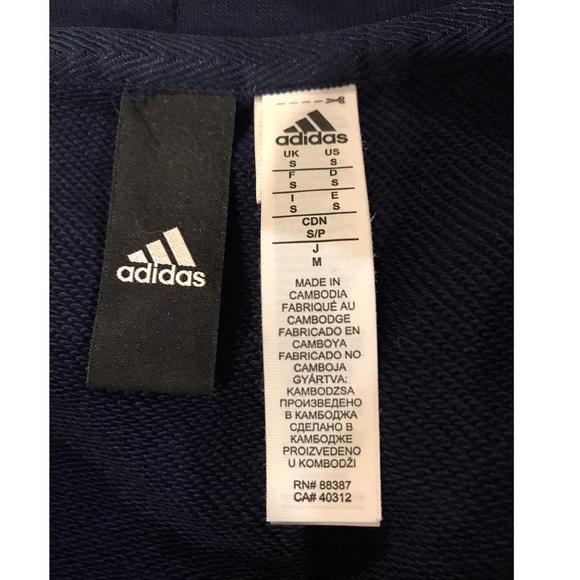 adidas
adidas
UK US
S S
F D
S S
I E
S S
CDN
S/P
J
M
MADE IN
CAMBODIA
FABRIQUÉ AU
CAMBODGE
FABRICADO EN
CAMBOYA
FABRICADO NO
CAMBOJA
GYÁRTVA:
KAMBODZSA
ПРОИЗВЕДЕНО
В КАМБОДЖА
СДЕЛАНО В
КАМБОДЖЕ
PROIZVEDENO
U KOMBODŽI
RN# 88387
CA# 40312